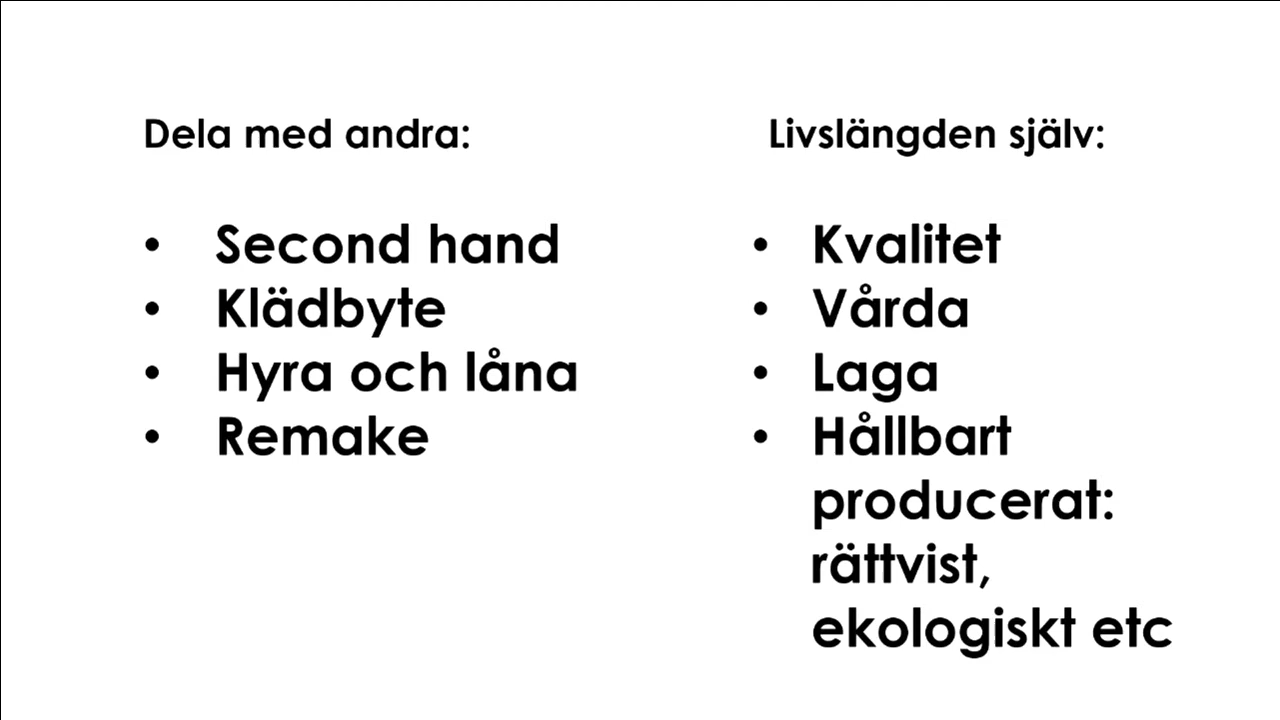 Dela med andra:
• Second hand
• Klädbyte
• Hyra och låna
• Remake
Livslängden själv:
• Kvalitet
• Vårda
• Laga
• Hållbart
producerat:
rättvist,
ekologiskt etc